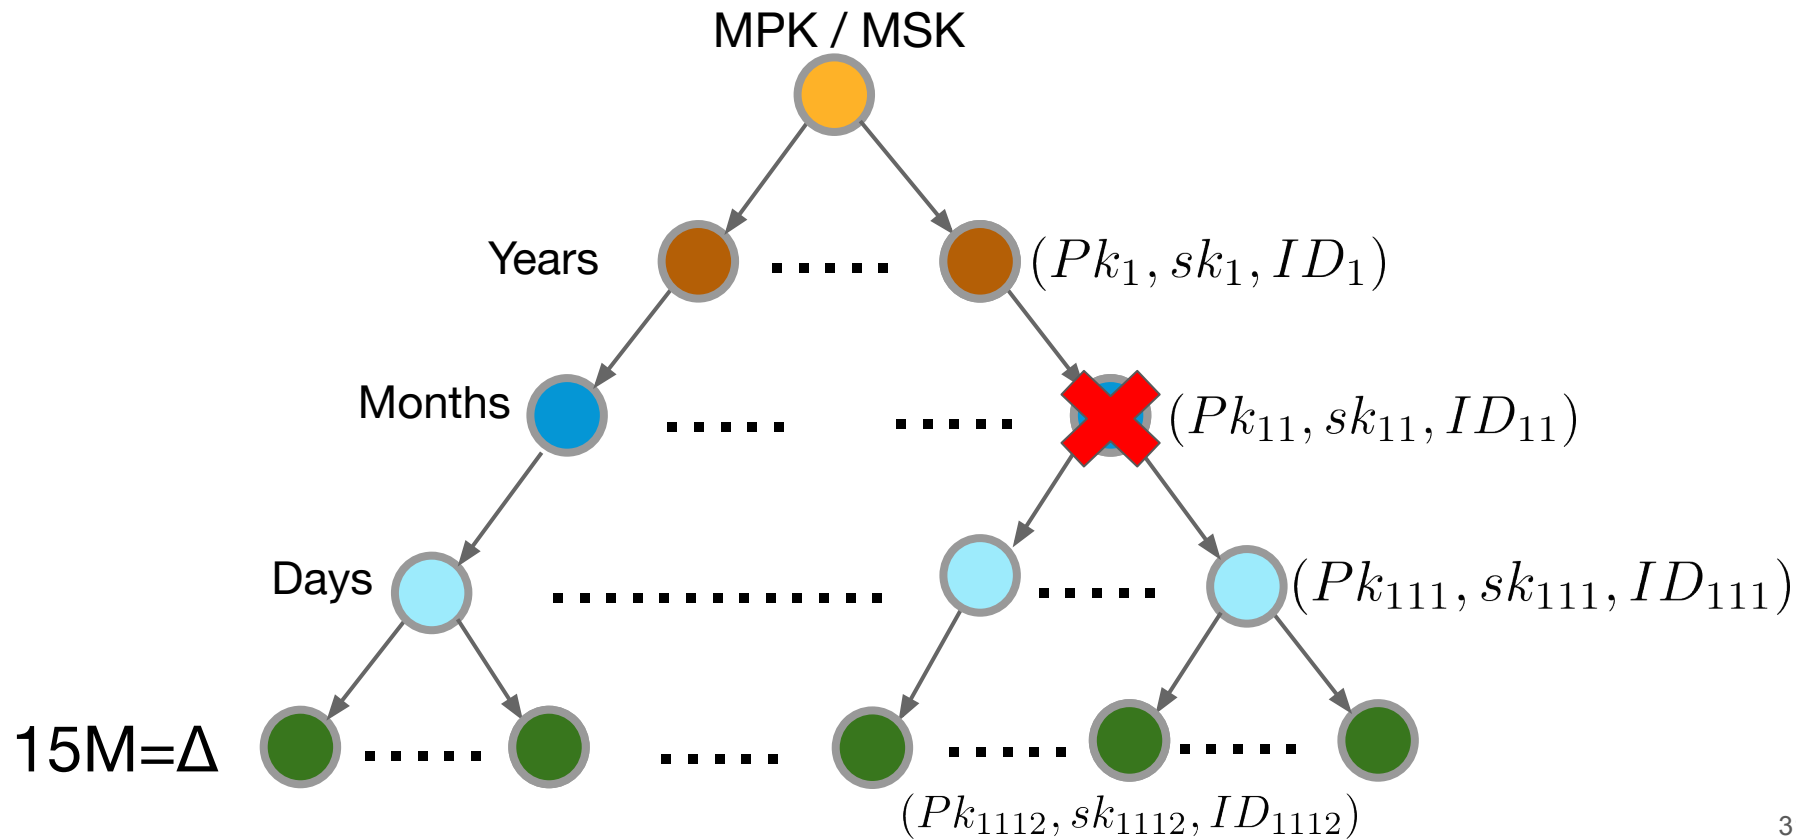 MPK / MSK
Years
(Pk₁, sk₁, ID₁)
Months
(Pk₁₁, sk₁₁, ID₁₁)
Days
(Pk₁₁₁, sk₁₁₁, ID₁₁₁)
15M=Δ
(Pk₁₁₁₂, sk₁₁₁₂, ID₁₁₁₂)
3